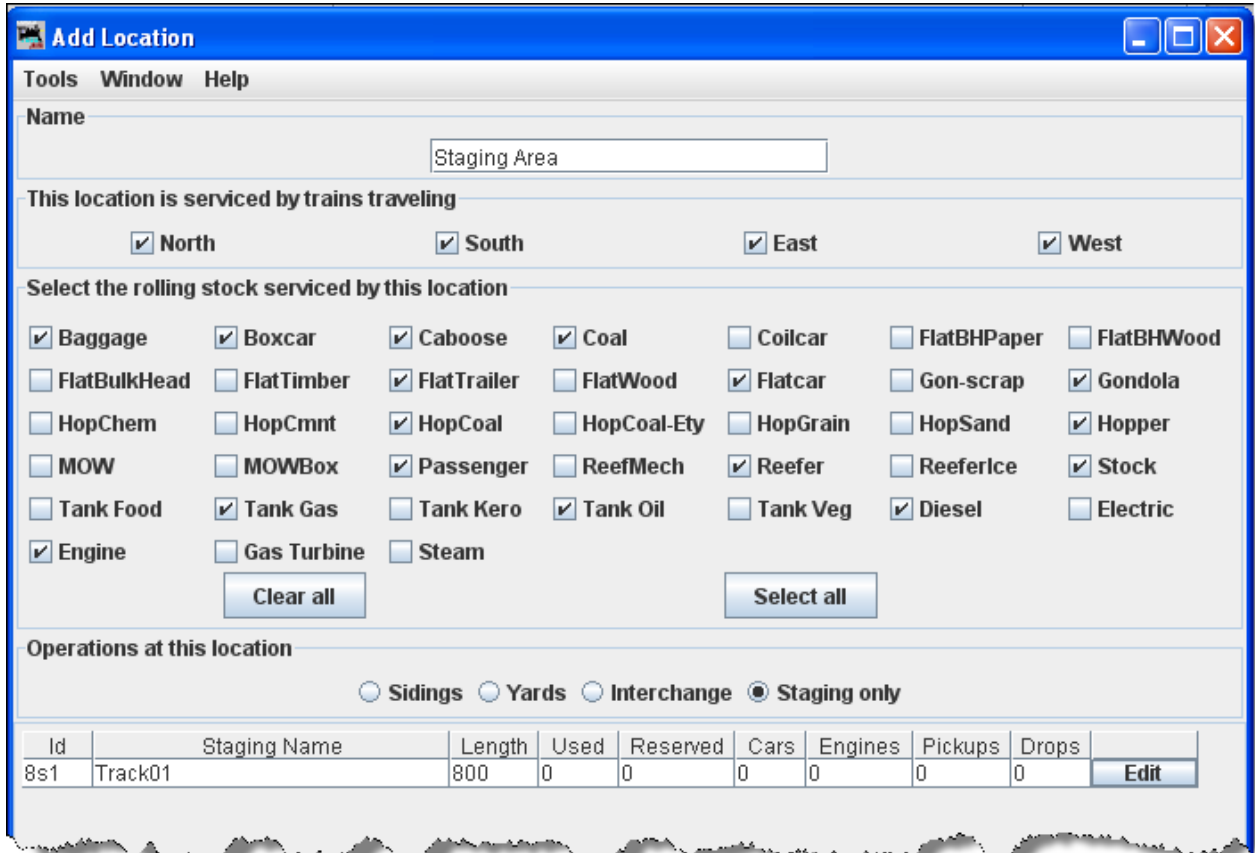 Add Location
Tools Window Help
Name
Staging Area
This location is serviced by trains traveling
North South East West
Select the rolling stock serviced by this location
Baggage Boxcar Caboose Coal Coilcar FlatBHPaper FlatBHWood
FlatBulkHead FlatTimber FlatTrailer FlatWood Flatcar Gon-scrap Gondola
HopChem HopCmnt HopCoal HopCoal-Ety HopGrain HopSand Hopper
MOW MOWBox Passenger ReefMech Reefer ReeferIce Stock
Tank Food Tank Gas Tank Kero Tank Oil Tank Veg Diesel Electric
Engine Gas Turbine Steam
Clear all Select all
Operations at this location
Sidings Yards Interchange Staging only
Id Staging Name Length Used Reserved Cars Engines Pickups Drops
8s1 Track01 800 0 0 0 0 0 0 Edit